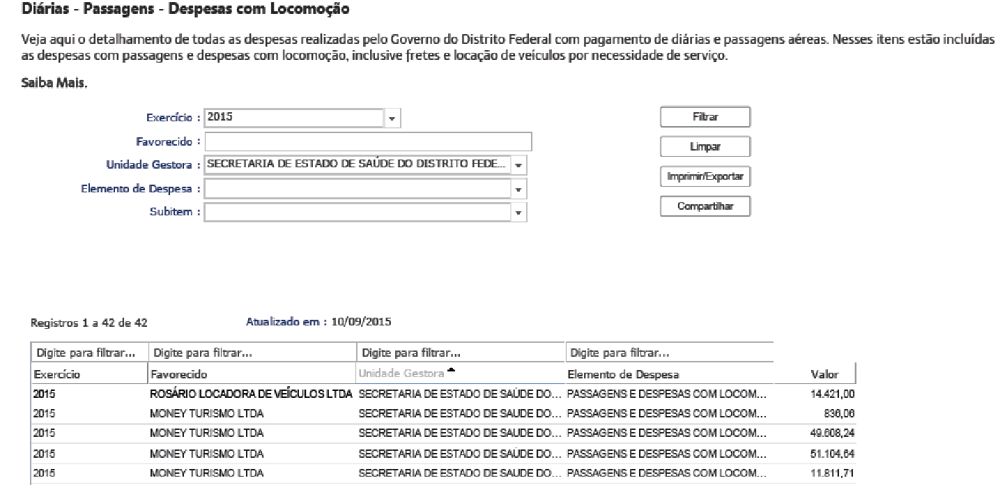 Diárias - Passagens - Despesas com Locomoção
Veja aqui o detalhamento de todas as despesas realizadas pelo Governo do Distrito Federal com pagamento de diárias e passagens aéreas. Nesses itens estão incluídas
as despesas com passagens e despesas com locomoção, inclusive fretes e locação de veículos por necessidade de serviço.
Saiba Mais.
Exercício : 2015 Filtrar
Favorecido : Limpar
Unidade Gestora : SECRETARIA DE ESTADO DE SAÚDE DO DISTRITO FEDE...
Elemento de Despesa : Imprimir/Exportar
Subitem : Compartilhar
Registros 1 a 42 de 42 Atualizado em : 10/09/2015
Digite para filtrar... Digite para filtrar... Digite para filtrar... Digite para filtrar...
Exercício Favorecido Unidade Gestora Elemento de Despesa Valor
2015 ROSÁRIO LOCADORA DE VEÍCULOS LTDA SECRETARIA DE ESTADO DE SAÚDE DO... PASSAGENS E DESPESAS COM LOCOM... 14.421,00
2015 MONEY TURISMO LTDA SECRETARIA DE ESTADO DE SAÚDE DO... PASSAGENS E DESPESAS COM LOCOM... 836,06
2015 MONEY TURISMO LTDA SECRETARIA DE ESTADO DE SAÚDE DO... PASSAGENS E DESPESAS COM LOCOM... 49.608,24
2015 MONEY TURISMO LTDA SECRETARIA DE ESTADO DE SAÚDE DO... PASSAGENS E DESPESAS COM LOCOM... 51.104,64
2015 MONEY TURISMO LTDA SECRETARIA DE ESTADO DE SAUDE DO... PASSAGENS E DESPESAS COM LOCOM... 11.811,71